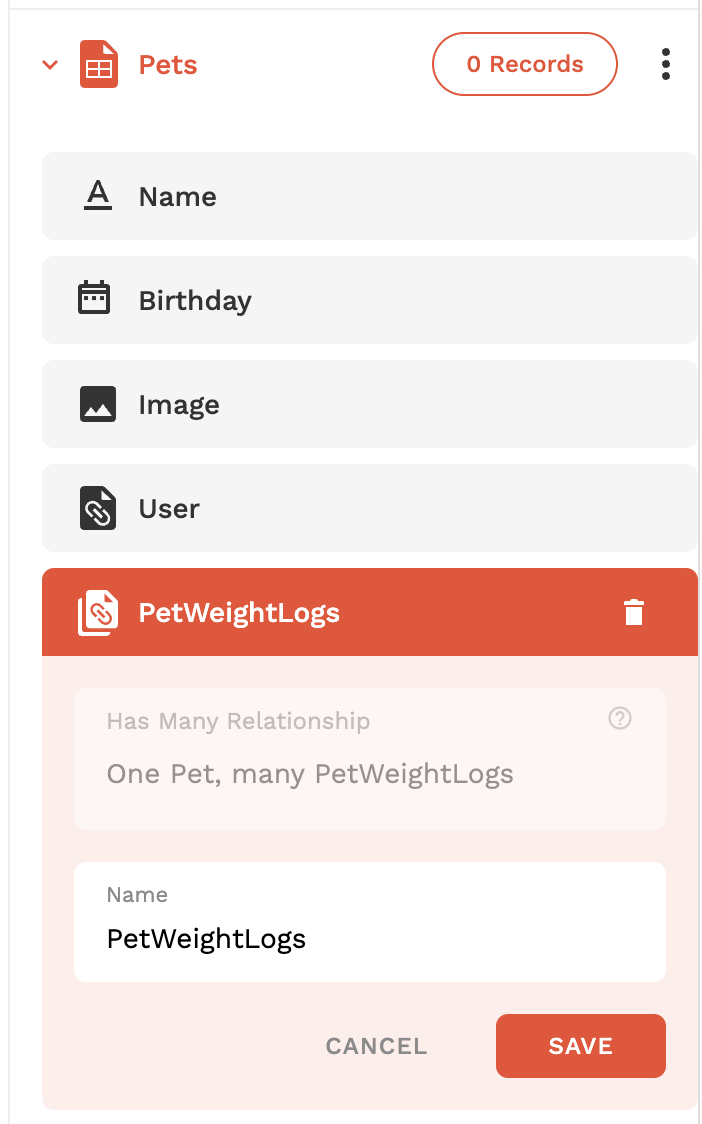 Pets
0 Records
Name
Birthday
Image
User
PetWeightLogs
Has Many Relationship
One Pet, many PetWeightLogs
Name
PetWeightLogs
CANCEL
SAVE